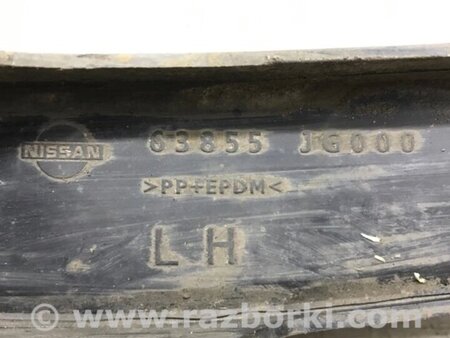 63855 JG000
NISSAN
>PP+EPDM<
LH
www.razborki.com